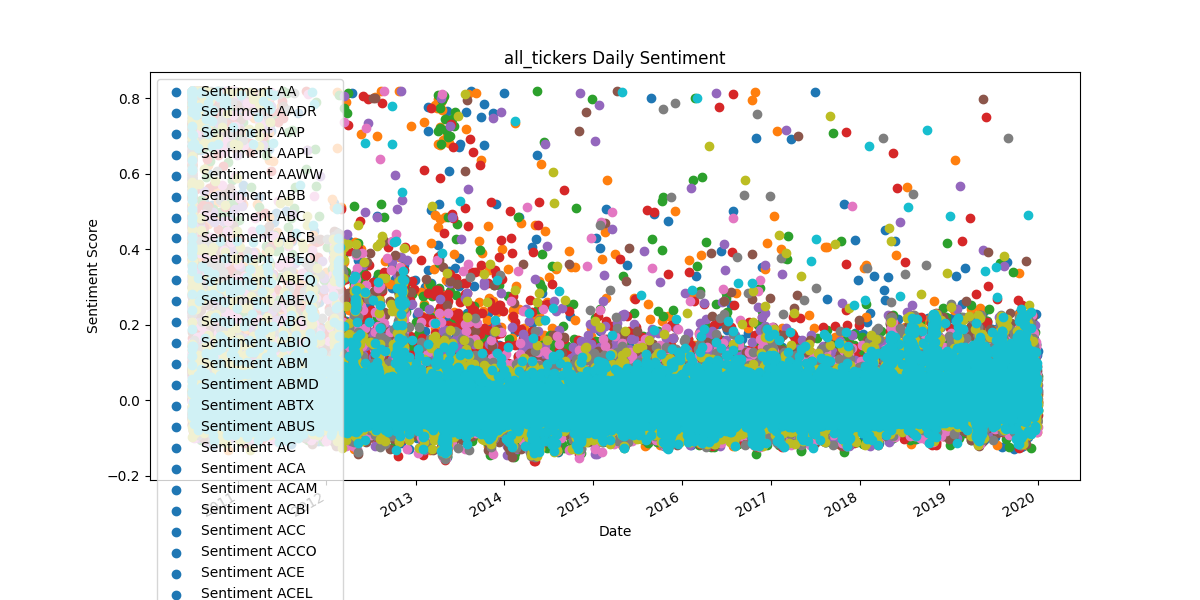 all_tickers Daily Sentiment
Sentiment Score
0.8
0.6
0.4
0.2
0.0
−0.2
Sentiment AA
Sentiment AADR
Sentiment AAP
Sentiment AAPL
Sentiment AAWW
Sentiment ABB
Sentiment ABC
Sentiment ABCB
Sentiment ABEO
Sentiment ABEQ
Sentiment ABEV
Sentiment ABG
Sentiment ABIO
Sentiment ABM
Sentiment ABMD
Sentiment ABTX
Sentiment ABUS
Sentiment AC
Sentiment ACA
Sentiment ACAM
Sentiment ACBI
Sentiment ACC
Sentiment ACCO
Sentiment ACE
Sentiment ACEL
2011
2012
2013
2014
2015
2016
2017
2018
2019
2020
Date